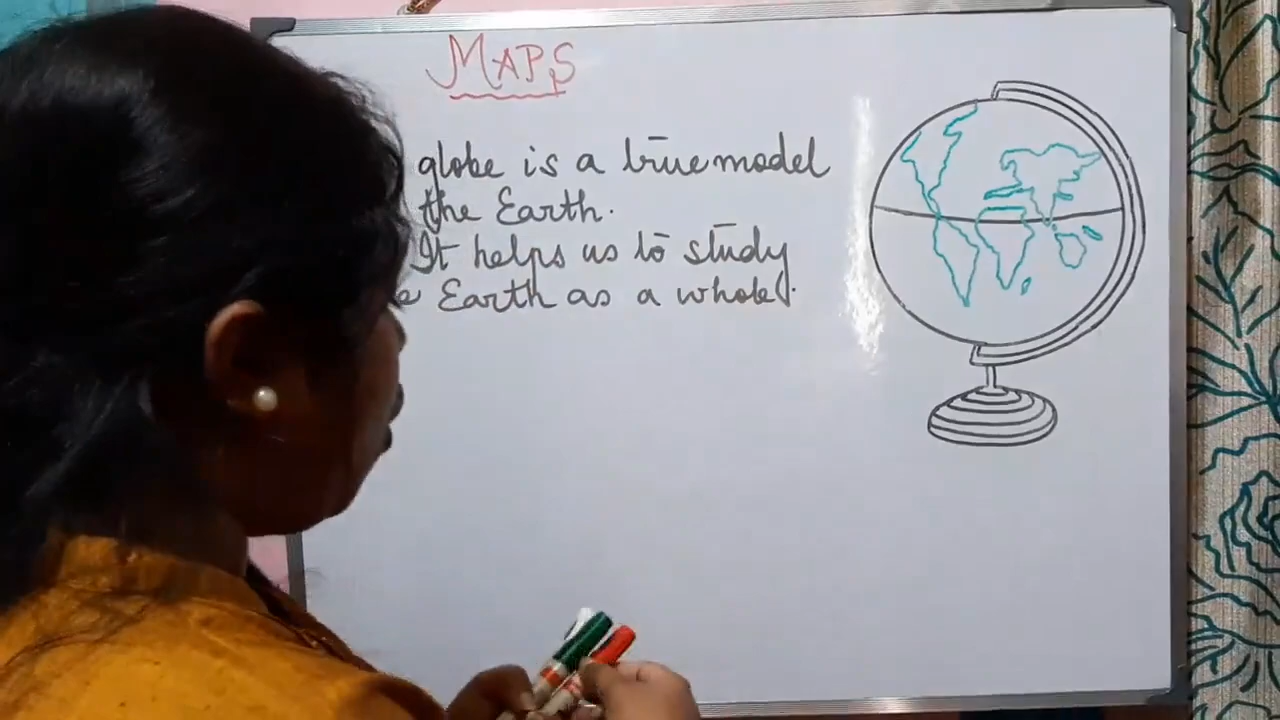 MAPS
globe is a true model
the Earth.
It helps us to study
e Earth as a whole.